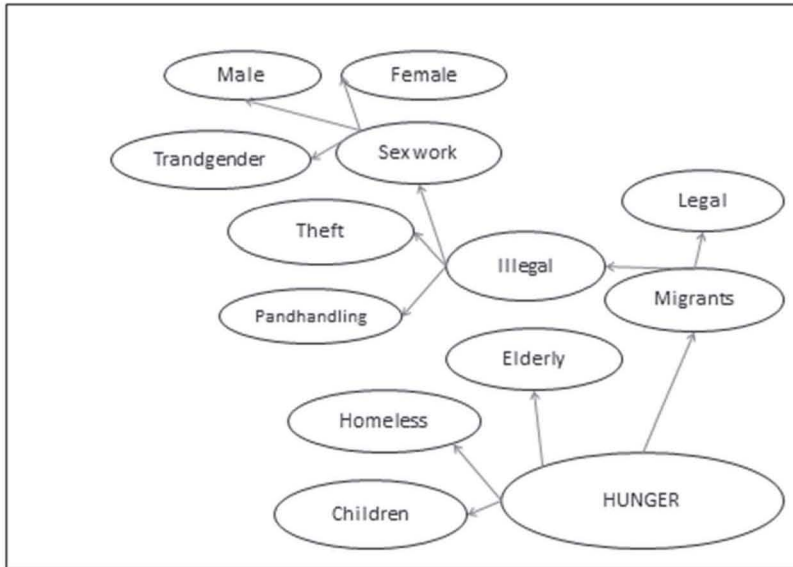 Male
Female
Trandgender
Sex work
Legal
Theft
Illegal
Migrants
Pandhandling
Elderly
Homeless
HUNGER
Children